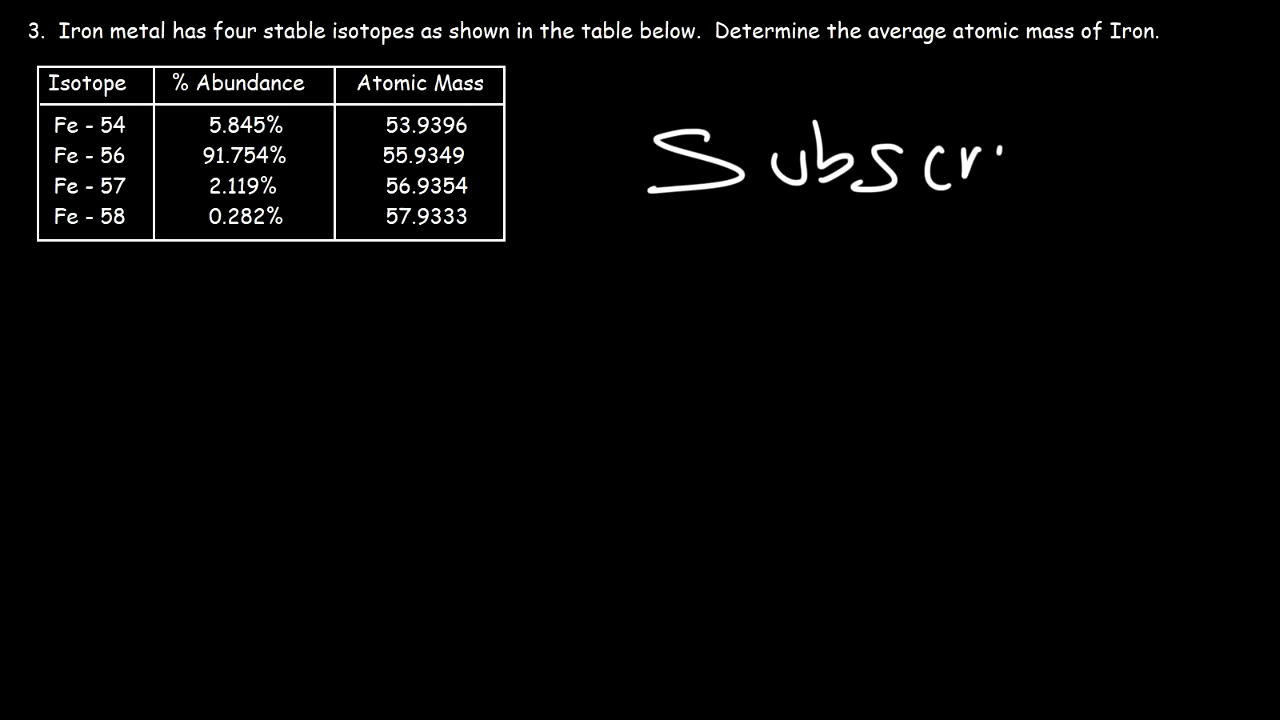 3. Iron metal has four stable isotopes as shown in the table below. Determine the average atomic mass of Iron.
Isotope % Abundance Atomic Mass
Fe - 54 5.845% 53.9396
Fe - 56 91.754% 55.9349
Fe - 57 2.119% 56.9354
Fe - 58 0.282% 57.9333
Subscr